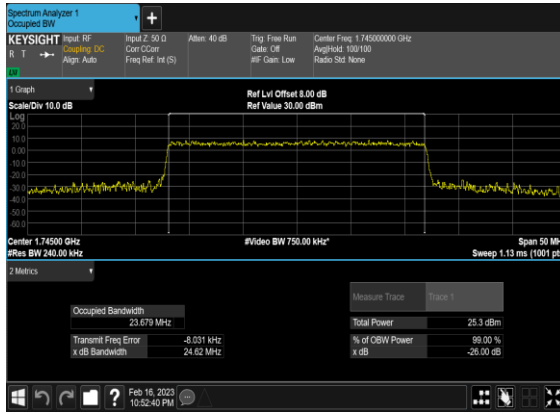 Spectrum Analyzer 1
Occupied BW
+
KEYSIGHT
R T
LXI
Input: RF
Coupling: DC
Align: Auto
Input Z: 50 Ω
Corr CCorr
Freq Ref: Int (S)
Atten: 40 dB
Trig: Free Run
Gate: Off
#IF Gain: Low
Center Freq: 1.745000000 GHz
Avg|Hold: 100/100
Radio Std: None
1 Graph
Scale/Div 10.0 dB
Ref Lvl Offset 8.00 dB
Ref Value 30.00 dBm
Log
20.0
10.0
0.00
-10.0
-20.0
-30.0
-40.0
-50.0
-60.0
Center 1.74500 GHz
#Res BW 240.00 kHz
#Video BW 750.00 kHz*
Span 50 MH
Sweep 1.13 ms (1001 pt
2 Metrics
Measure Trace
Trace 1
Occupied Bandwidth
23.679 MHz
Total Power
25.3 dBm
Transmit Freq Error
-8.031 kHz
% of OBW Power
99.00 %
x dB Bandwidth
24.62 MHz
x dB
-26.00 dB
?
Feb 16, 2023
10:52:40 PM